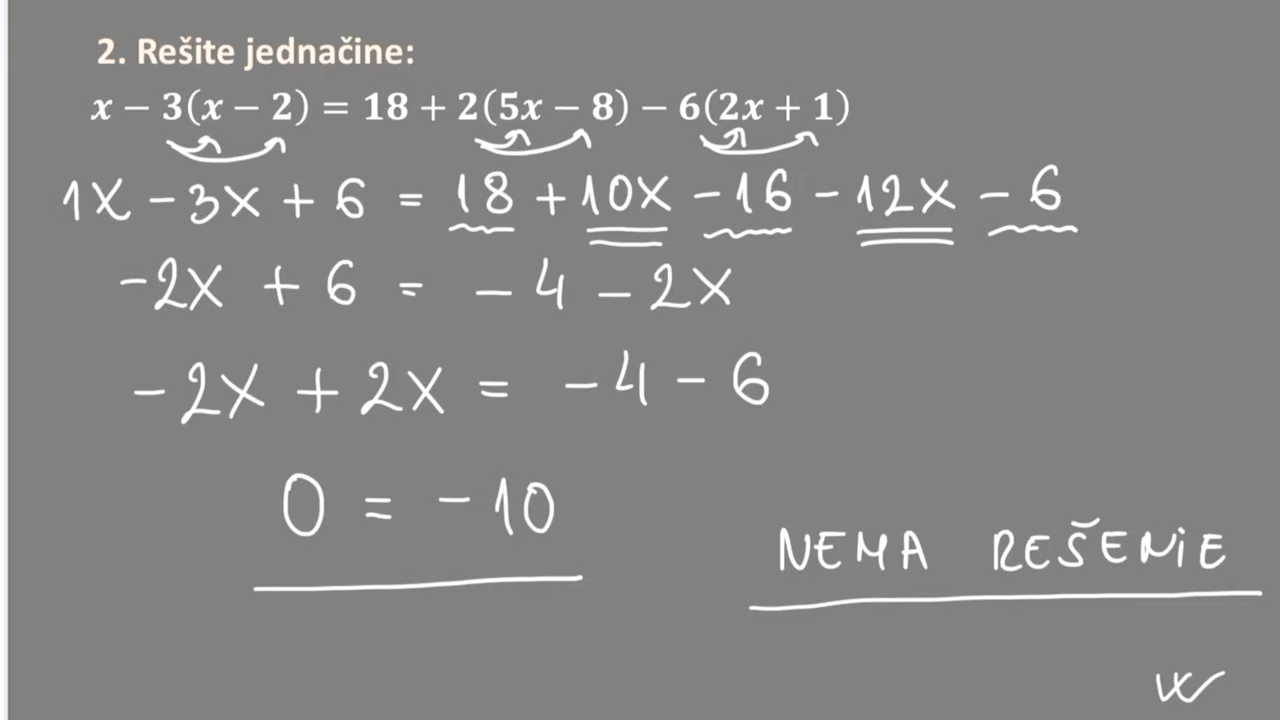 2. Rešite jednačine:
x − 3(x − 2) = 18 + 2(5x − 8) − 6(2x + 1)
1x − 3x + 6 = 18 + 10x − 16 − 12x − 6
-2x + 6 = − 4 − 2x
− 2x + 2x = − 4 − 6
0 = − 10
NEMA REŠENJE